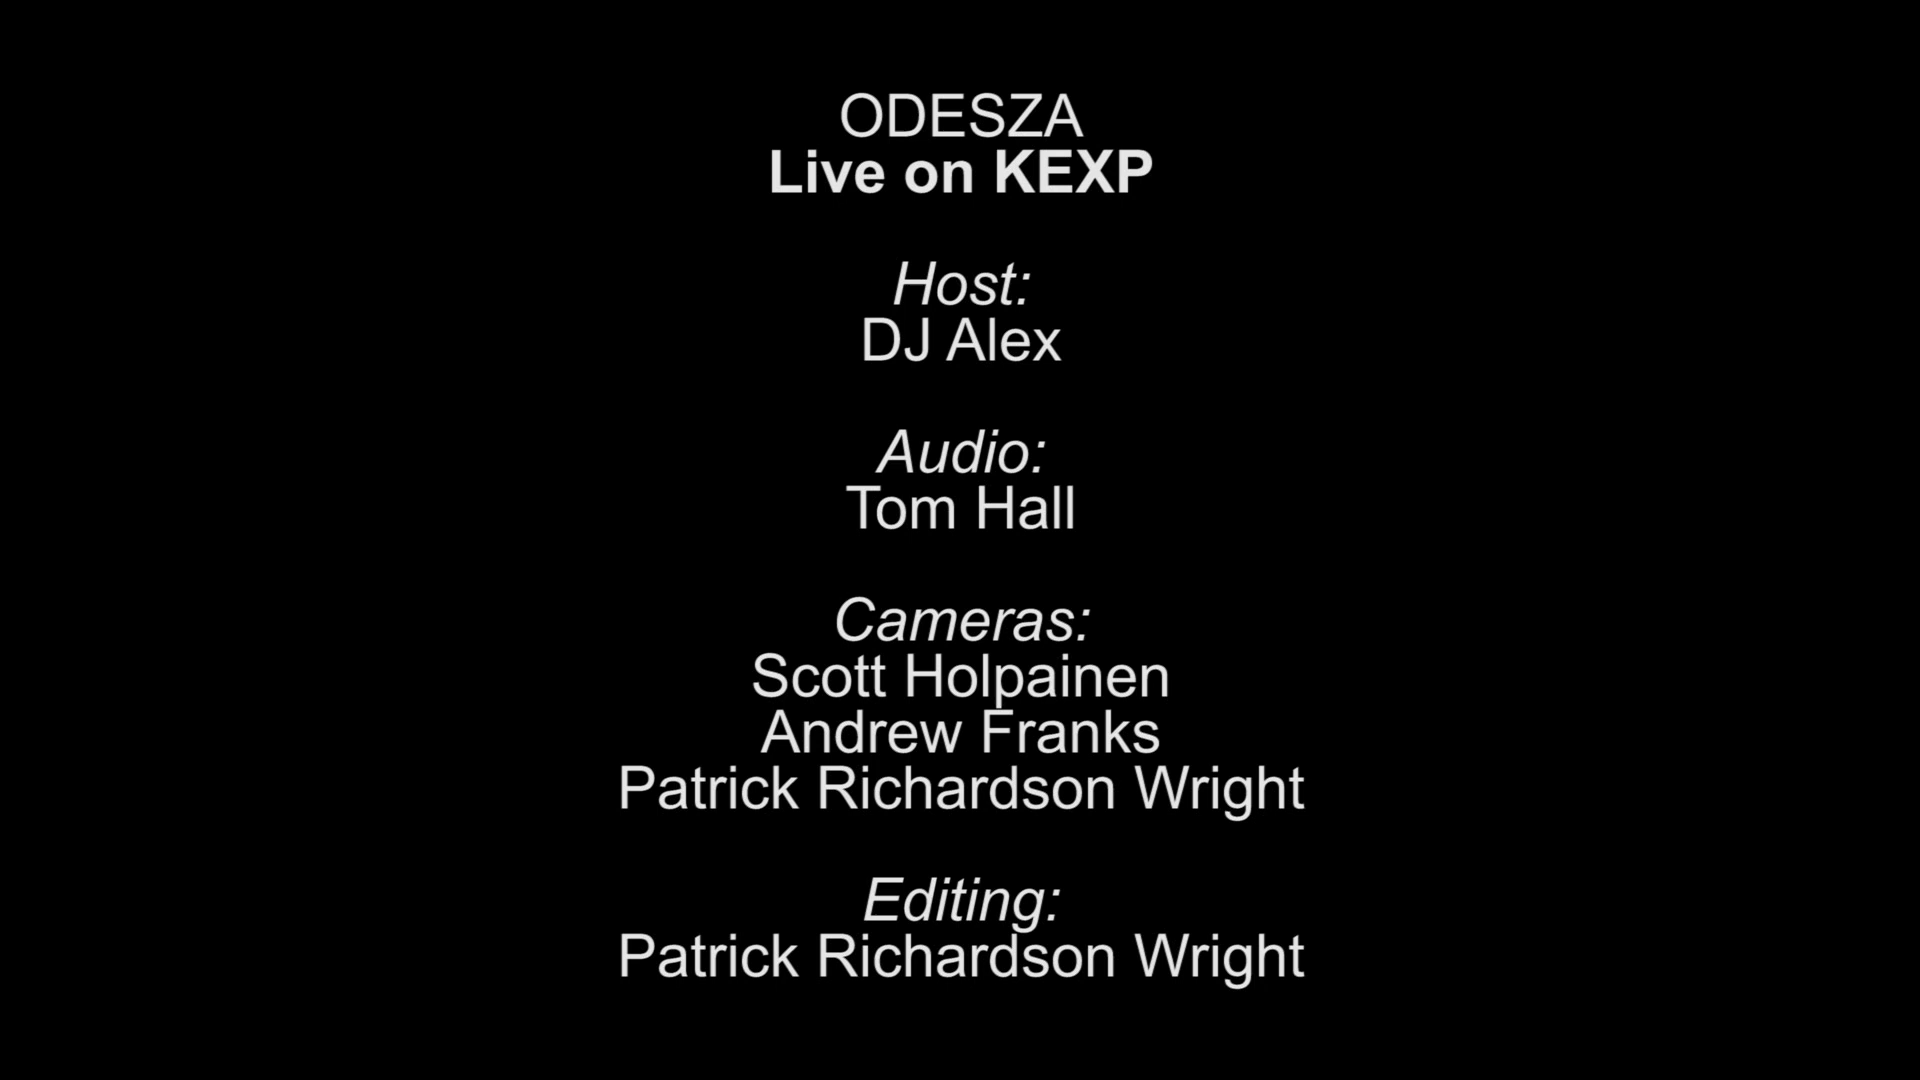 ODESZA
Live on KEXP
Host:
DJ Alex
Audio:
Tom Hall
Cameras:
Scott Holpainen
Andrew Franks
Patrick Richardson Wright
Editing:
Patrick Richardson Wright